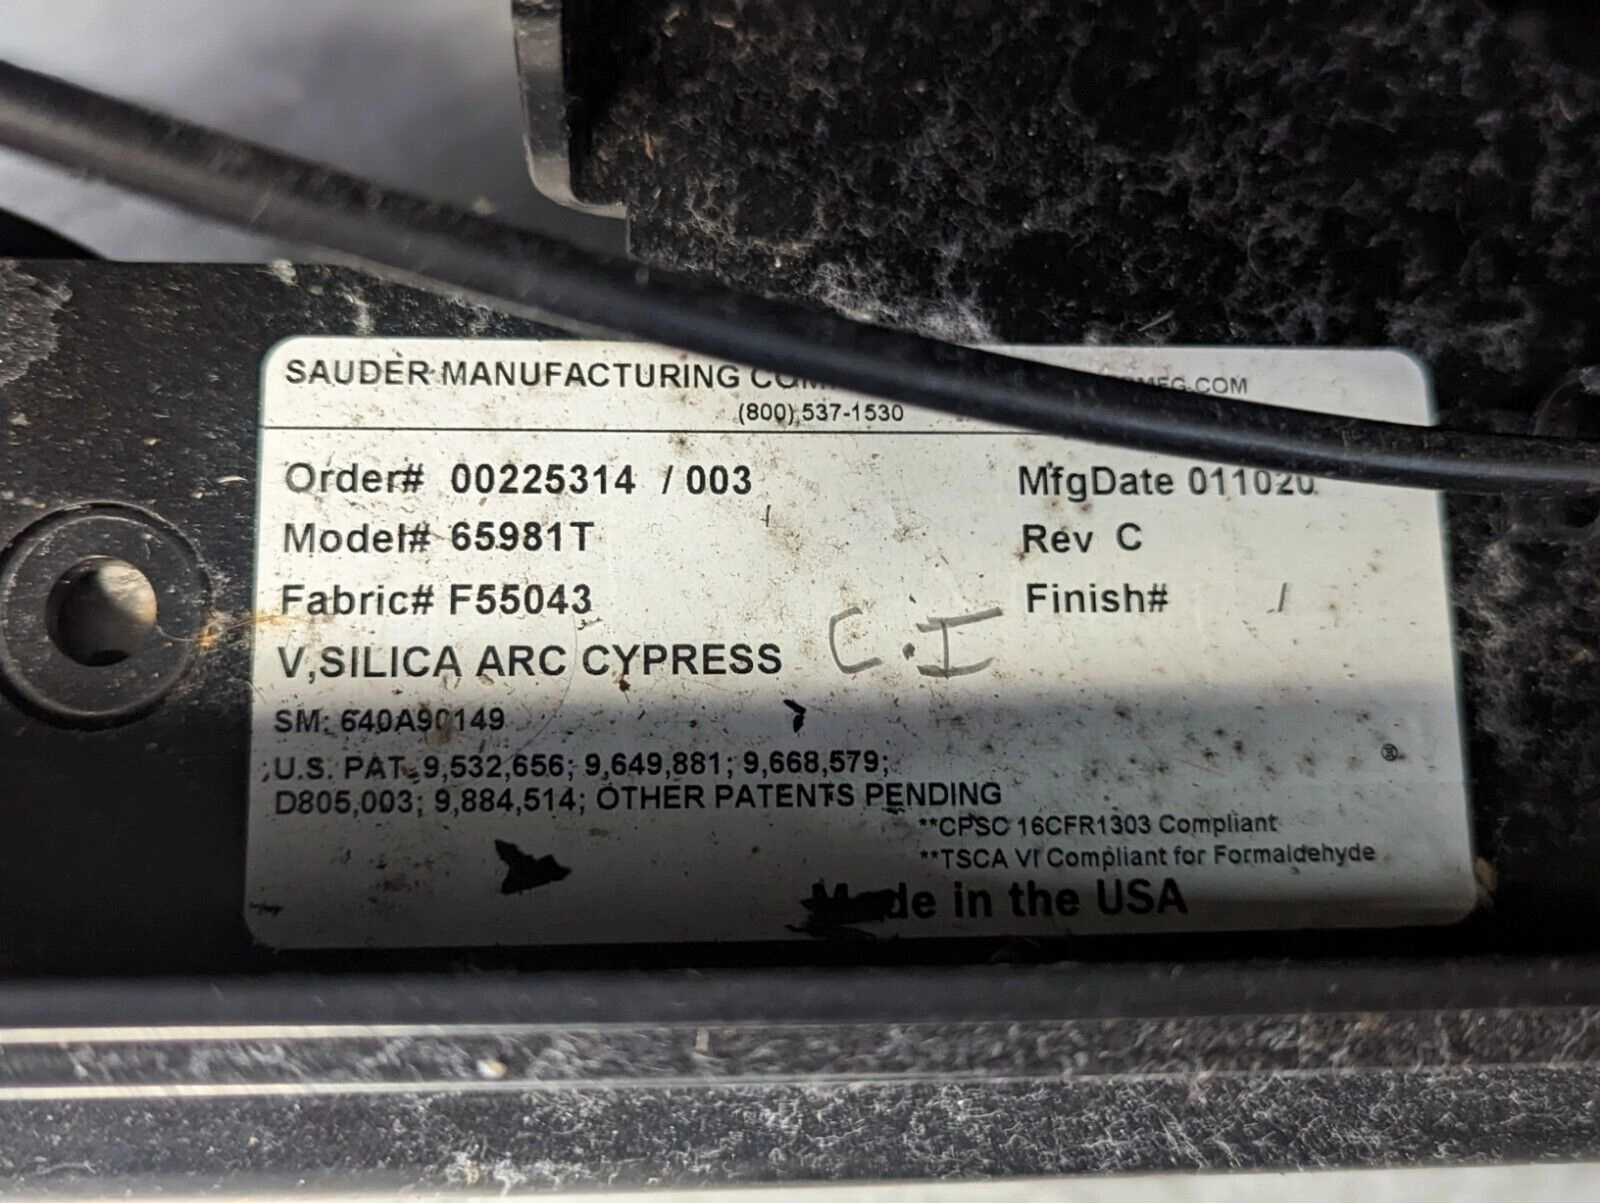 SAUDER MANUFACTURING
(800) 537-1530
Order# 00225314 / 003 MfgDate 011020
Model# 65981T Rev C
Fabric# F55043 Finish# /
V,SILICA ARC CYPRESS C.I
SM: 640A90149
U.S. PAT. 9,532,656; 9,649,881; 9,668,579; ®
D805,003; 9,884,514; OTHER PATENTS PENDING
**CPSC 16CFR1303 Compliant
**TSCA VI Compliant for Formaldehyde
Made in the USA